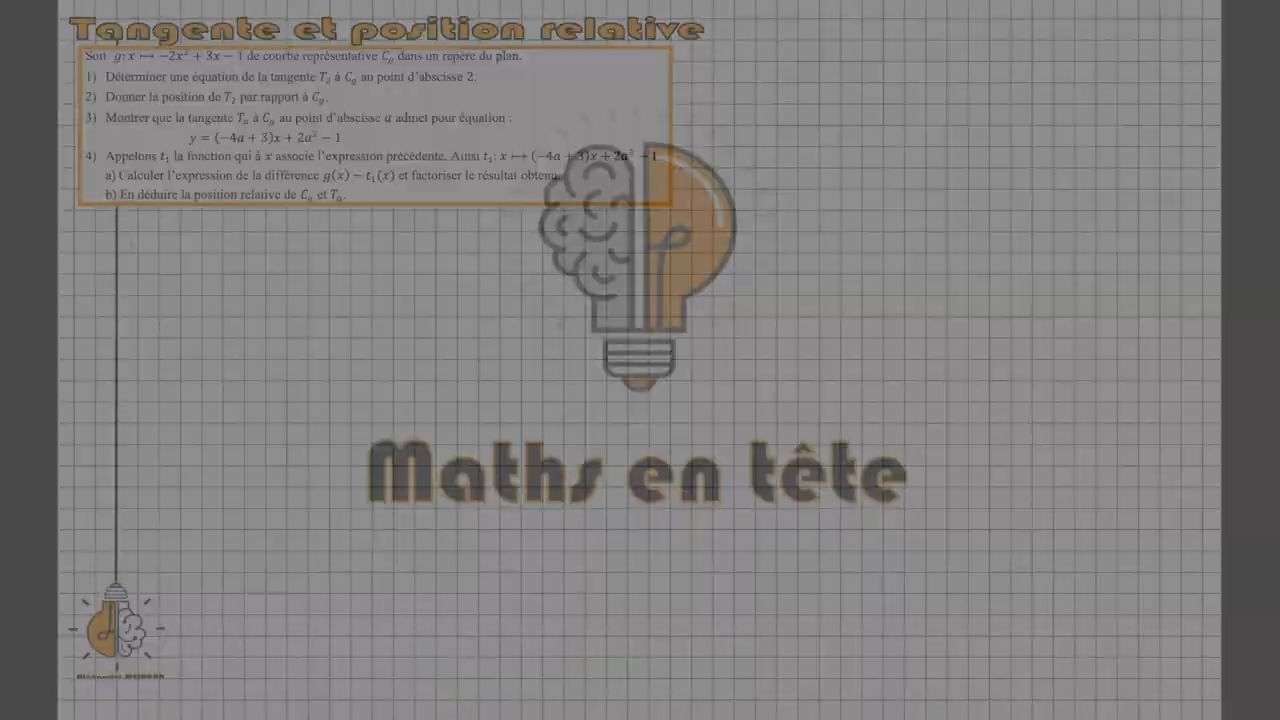 Tangente et position relative
Soit g: x ↦ −2x² + 3x − 1 de courbe représentative C_g dans un repère du plan.
1) Déterminer une équation de la tangente T_2 à C_g au point d'abscisse 2.
2) Donner la position de T_2 par rapport à C_g.
3) Montrer que la tangente T_a à C_g au point d'abscisse a admet pour équation :
y = (−4a + 3)x + 2a² − 1
4) Appelons t₁ la fonction qui à x associe l'expression précédente. Ainsi t₁: x ↦ (−4a + 3)x + 2a² − 1
a) Calculer l'expression de la différence g(x) − t₁(x) et factoriser le résultat obtenu.
b) En déduire la position relative de C_g et T_a.
Maths en tête